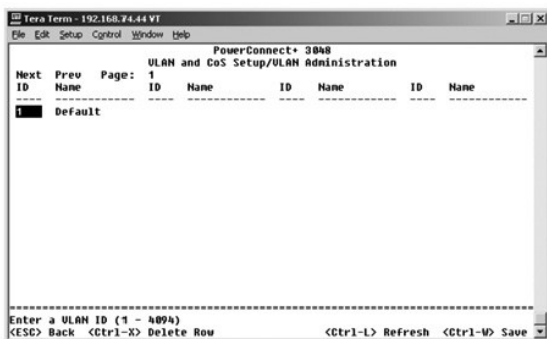 Tera Term - 192.168.74.44 VT
File Edit Setup Control Window Help
PowerConnect+ 3048
VLAN and CoS Setup/VLAN Administration
Next Prev Page: 1
ID Name ID Name ID Name ID Name
---- ------------ ---- ------------ ---- ------------ ---- ------------
1 Default
Enter a VLAN ID (1 - 4094)
<ESC> Back <Ctrl-X> Delete Row <Ctrl-L> Refresh <Ctrl-W> Save